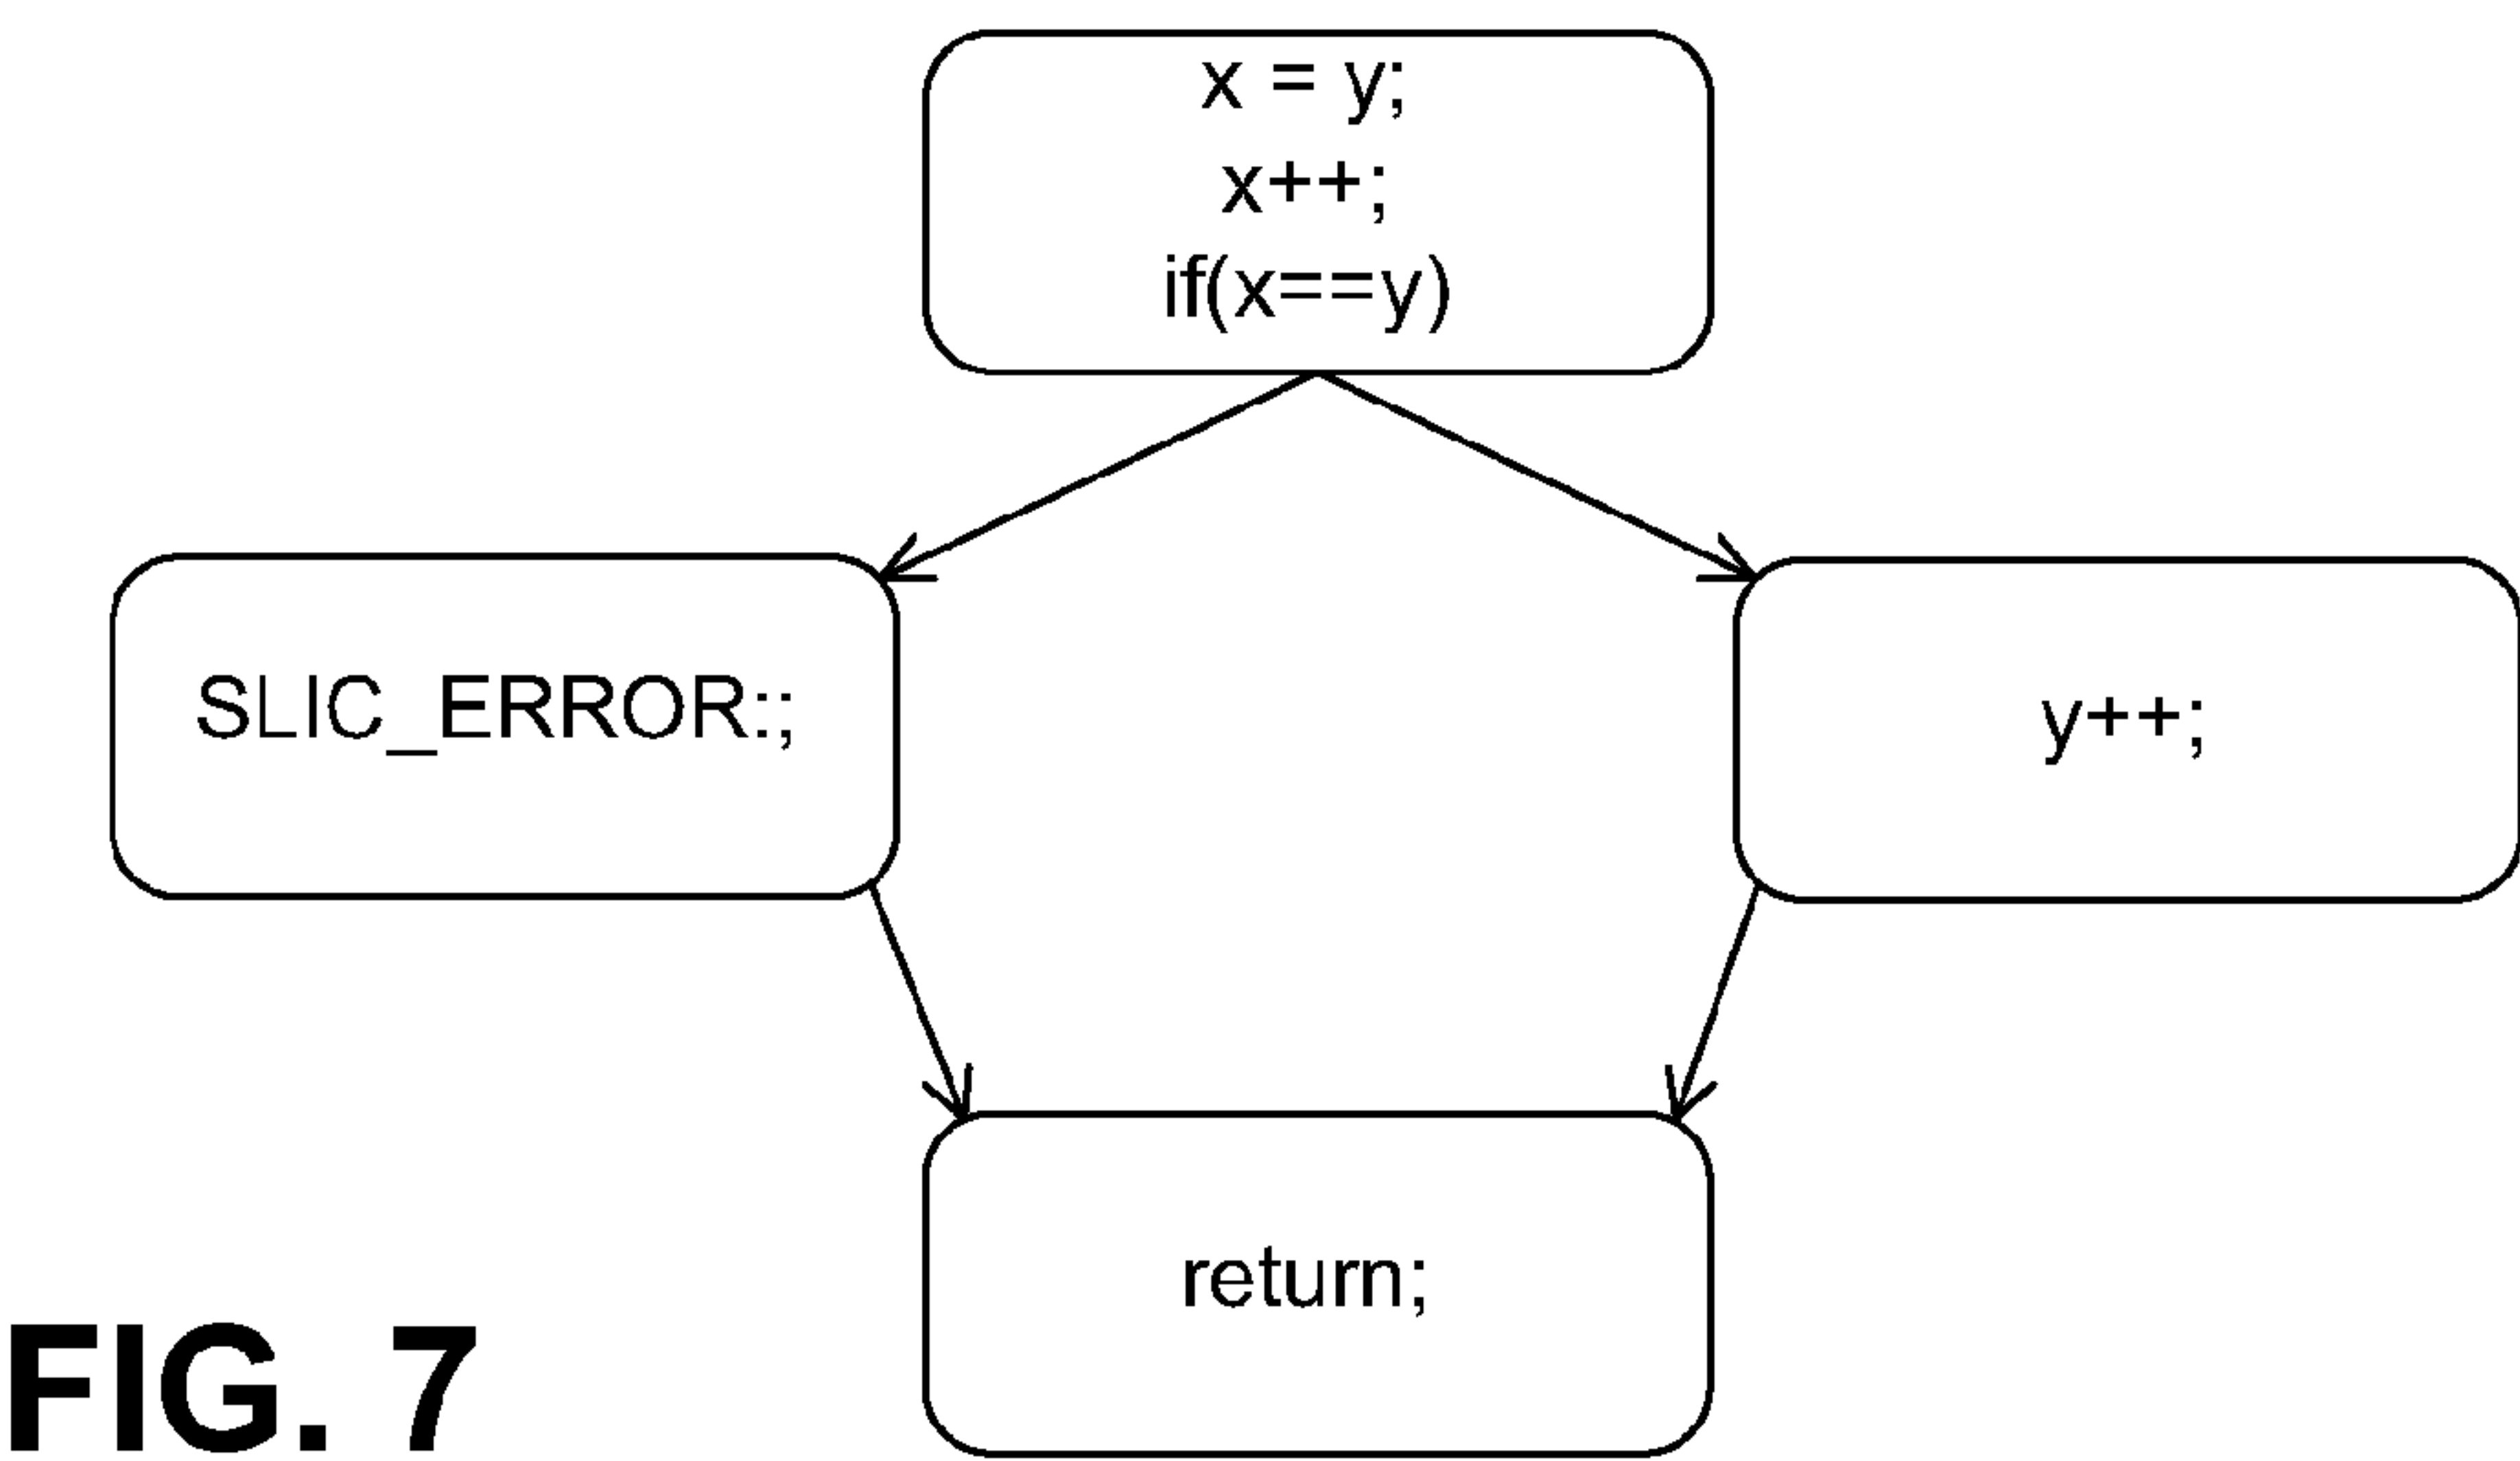 x = y;
x++;
if(x==y)
SLIC_ERROR:;
y++;
return;
FIG. 7